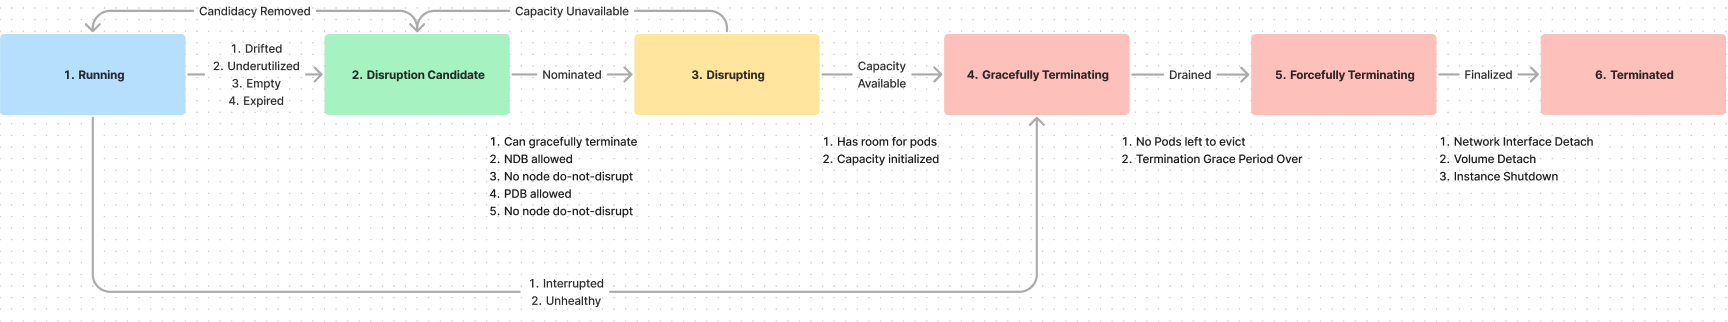 Candidacy Removed
Capacity Unavailable
1. Running
1. Drifted
2. Underutilized
3. Empty
4. Expired
2. Disruption Candidate
Nominated
3. Disrupting
Capacity
Available
4. Gracefully Terminating
Drained
5. Forcefully Terminating
Finalized
6. Terminated
1. Can gracefully terminate
2. NDB allowed
3. No node do-not-disrupt
4. PDB allowed
5. No node do-not-disrupt
1. Has room for pods
2. Capacity initialized
1. No Pods left to evict
2. Termination Grace Period Over
1. Network Interface Detach
2. Volume Detach
3. Instance Shutdown
1. Interrupted
2. Unhealthy